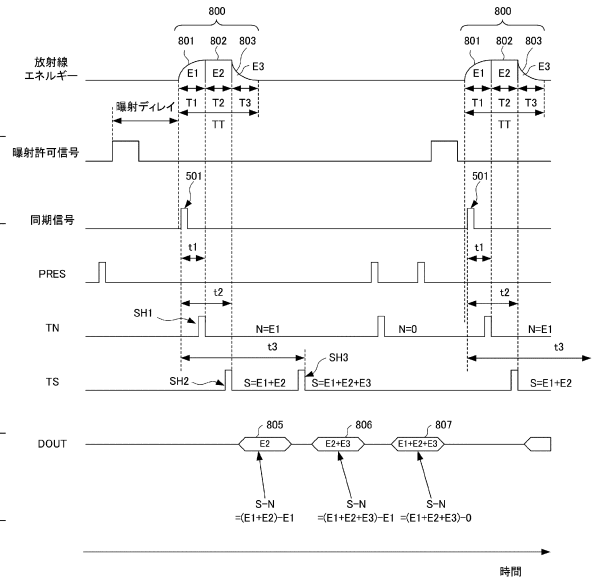 800
800
801
802
803
801
802
803
放射線
エネルギー
E1
E2
E3
E1
E2
E3
T1
T2
T3
T1
T2
T3
曝射ディレイ
TT
TT
曝射許可信号
501
501
同期信号
t1
t1
PRES
t2
t2
SH1
TN
N=E1
N=0
N=E1
t3
t3
SH3
SH2
TS
S=E1+E2
S=E1+E2+E3
S=E1+E2
805
806
807
DOUT
E2
E2+E3
E1+E2+E3
S-N
=(E1+E2)-E1
S-N
=(E1+E2+E3)-E1
S-N
=(E1+E2+E3)-0
時間